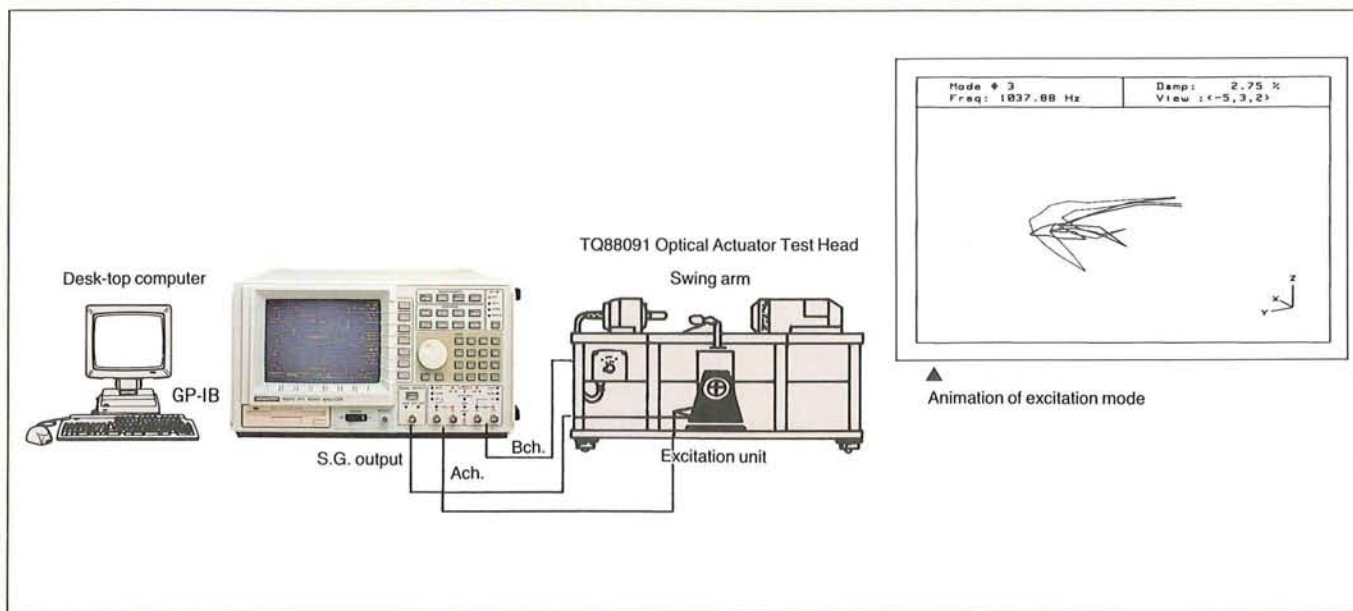 Mode # 3
Freq: 1037.88 Hz
Damp: 2.75 %
View :<-5,3,2>
Z
X
Y
Animation of excitation mode
TQ88091 Optical Actuator Test Head
Swing arm
Desk-top computer
GP-IB
S.G. output
Ach.
Bch.
Excitation unit